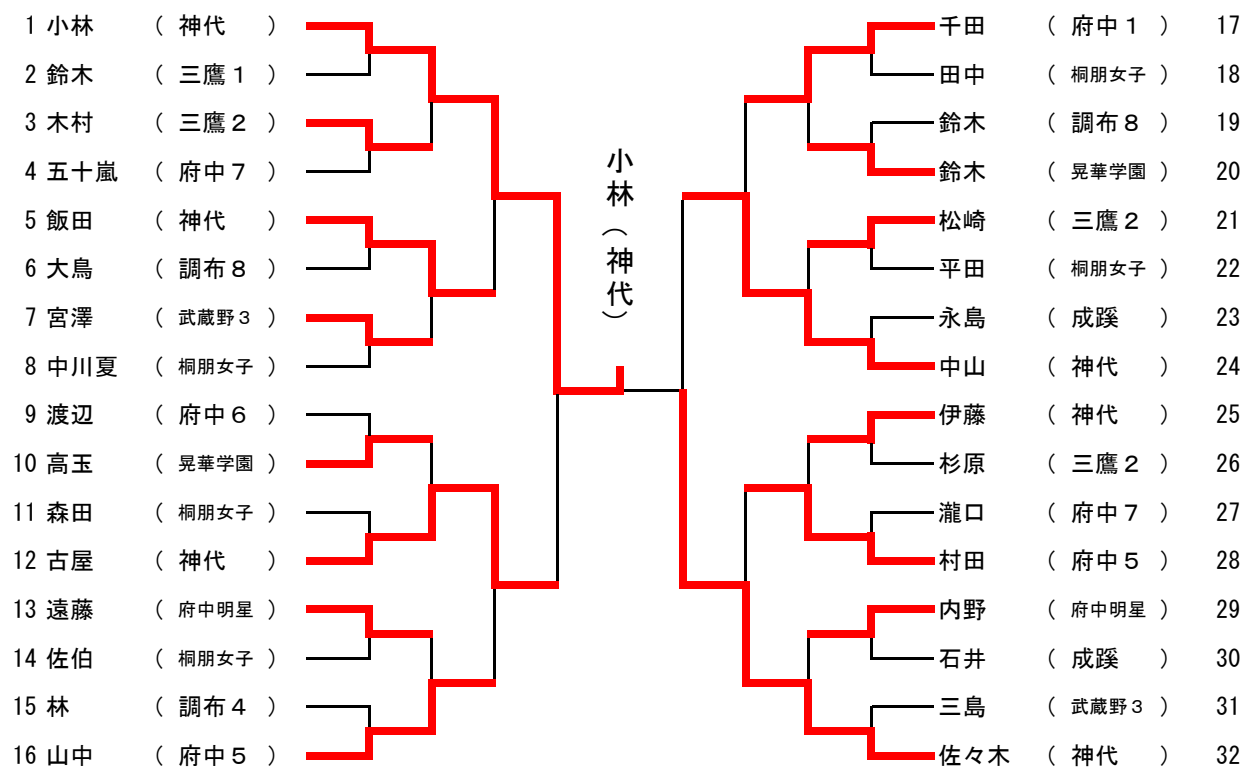 1 小林 （ 神代 ）
2 鈴木 （ 三鷹１ ）
3 木村 （ 三鷹２ ）
4 五十嵐 （ 府中７ ）
5 飯田 （ 神代 ）
6 大鳥 （ 調布８ ）
7 宮澤 （ 武蔵野３ ）
8 中川夏 （ 桐朋女子 ）
9 渡辺 （ 府中６ ）
10 高玉 （ 晃華学園 ）
11 森田 （ 桐朋女子 ）
12 古屋 （ 神代 ）
13 遠藤 （ 府中明星 ）
14 佐伯 （ 桐朋女子 ）
15 林 （ 調布４ ）
16 山中 （ 府中５ ）
小林（神代）
千田 （ 府中１ ） 17
田中 （ 桐朋女子 ） 18
鈴木 （ 調布８ ） 19
鈴木 （ 晃華学園 ） 20
松崎 （ 三鷹２ ） 21
平田 （ 桐朋女子 ） 22
永島 （ 成蹊 ） 23
中山 （ 神代 ） 24
伊藤 （ 神代 ） 25
杉原 （ 三鷹２ ） 26
瀧口 （ 府中７ ） 27
村田 （ 府中５ ） 28
内野 （ 府中明星 ） 29
石井 （ 成蹊 ） 30
三島 （ 武蔵野３ ） 31
佐々木 （ 神代 ） 32